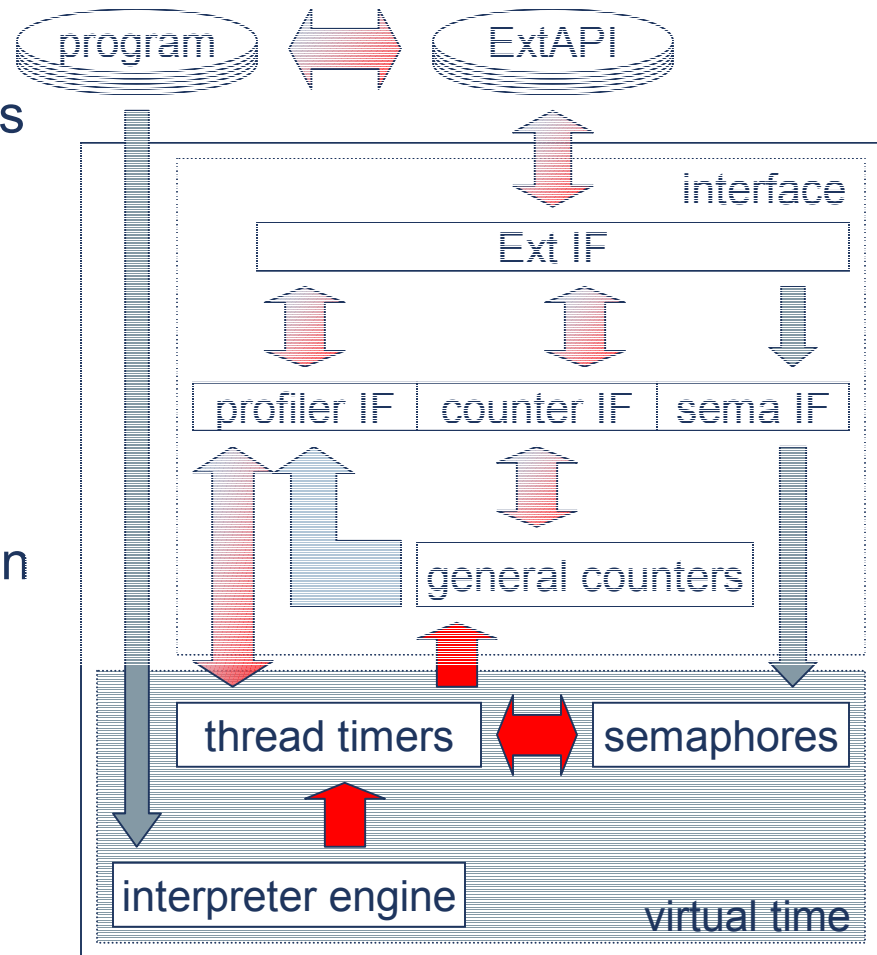 program ExtAPI
s
interface
Ext IF
profiler IF counter IF sema IF
n
general counters
thread timers semaphores
interpreter engine
virtual time